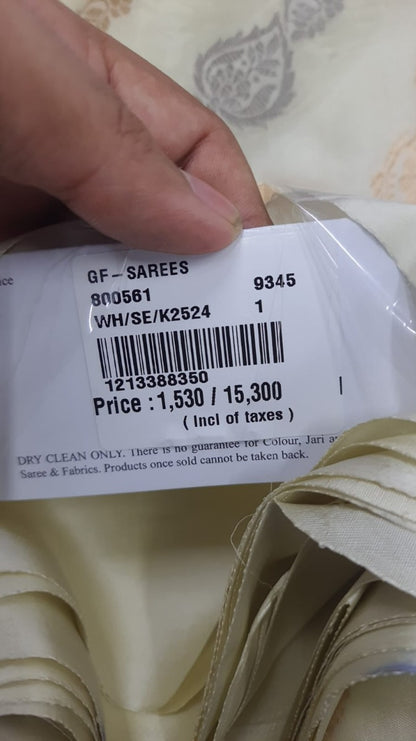 GF-SAREES
800561 9345
WH/SE/K2524 1
1213388350
Price : 1,530 / 15,300
( Incl of taxes )
DRY CLEAN ONLY. There is no guarantee for Colour, Jari
Saree & Fabrics. Products once sold cannot be taken back.